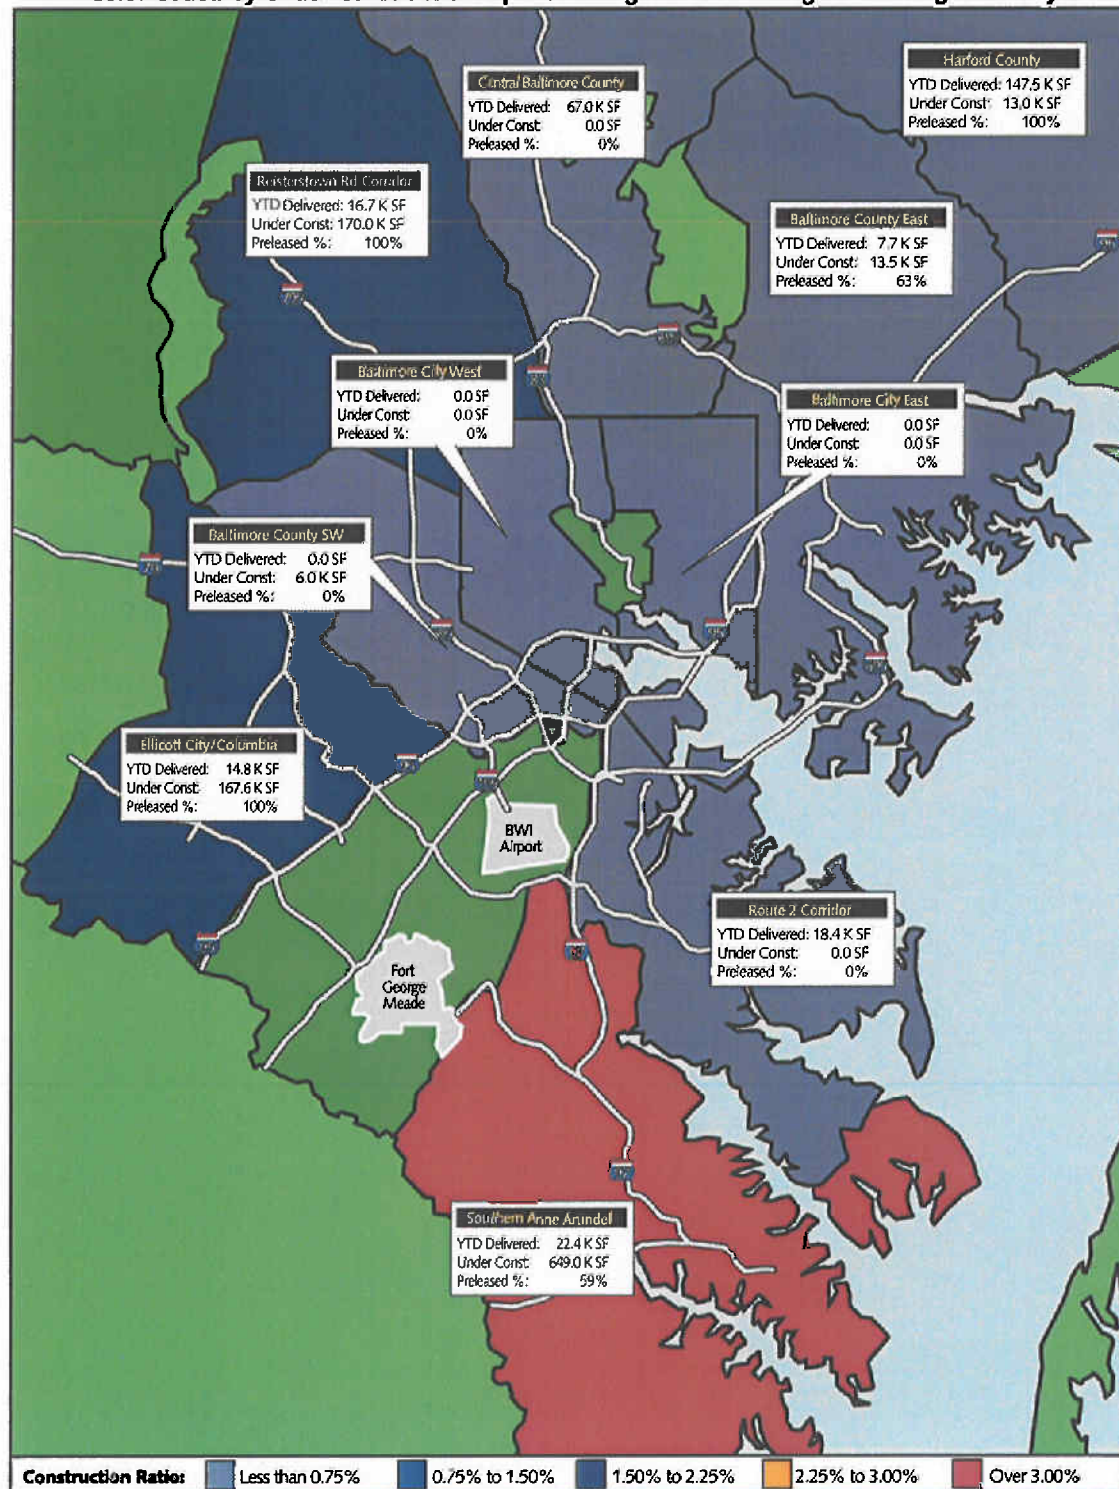 Central Baltimore County
YTD Delivered: 67.0 K SF
Under Const: 0.0 SF
Preleased %: 0%
Harford County
YTD Delivered: 147.5 K SF
Under Const: 13.0 K SF
Preleased %: 100%
Reisterstown Rd Corridor
YTD Delivered: 16.7 K SF
Under Const: 170.0 K SF
Preleased %: 100%
Baltimore County East
YTD Delivered: 7.7 K SF
Under Const: 13.5 K SF
Preleased %: 63%
Baltimore City West
YTD Delivered: 0.0 SF
Under Const: 0.0 SF
Preleased %: 0%
Baltimore City East
YTD Delivered: 0.0 SF
Under Const: 0.0 SF
Preleased %: 0%
Baltimore County SW
YTD Delivered: 0.0 SF
Under Const: 6.0 K SF
Preleased %: 0%
Ellicott City/Columbia
YTD Delivered: 14.8 K SF
Under Const: 167.6 K SF
Preleased %: 100%
BWI
Airport
Route 2 Corridor
YTD Delivered: 18.4 K SF
Under Const: 0.0 SF
Preleased %: 0%
Fort
George
Meade
Southern Anne Arundel
YTD Delivered: 22.4 K SF
Under Const: 649.0 K SF
Preleased %: 59%
Construction Ratio: Less than 0.75% 0.75% to 1.50% 1.50% to 2.25% 2.25% to 3.00% Over 3.00%